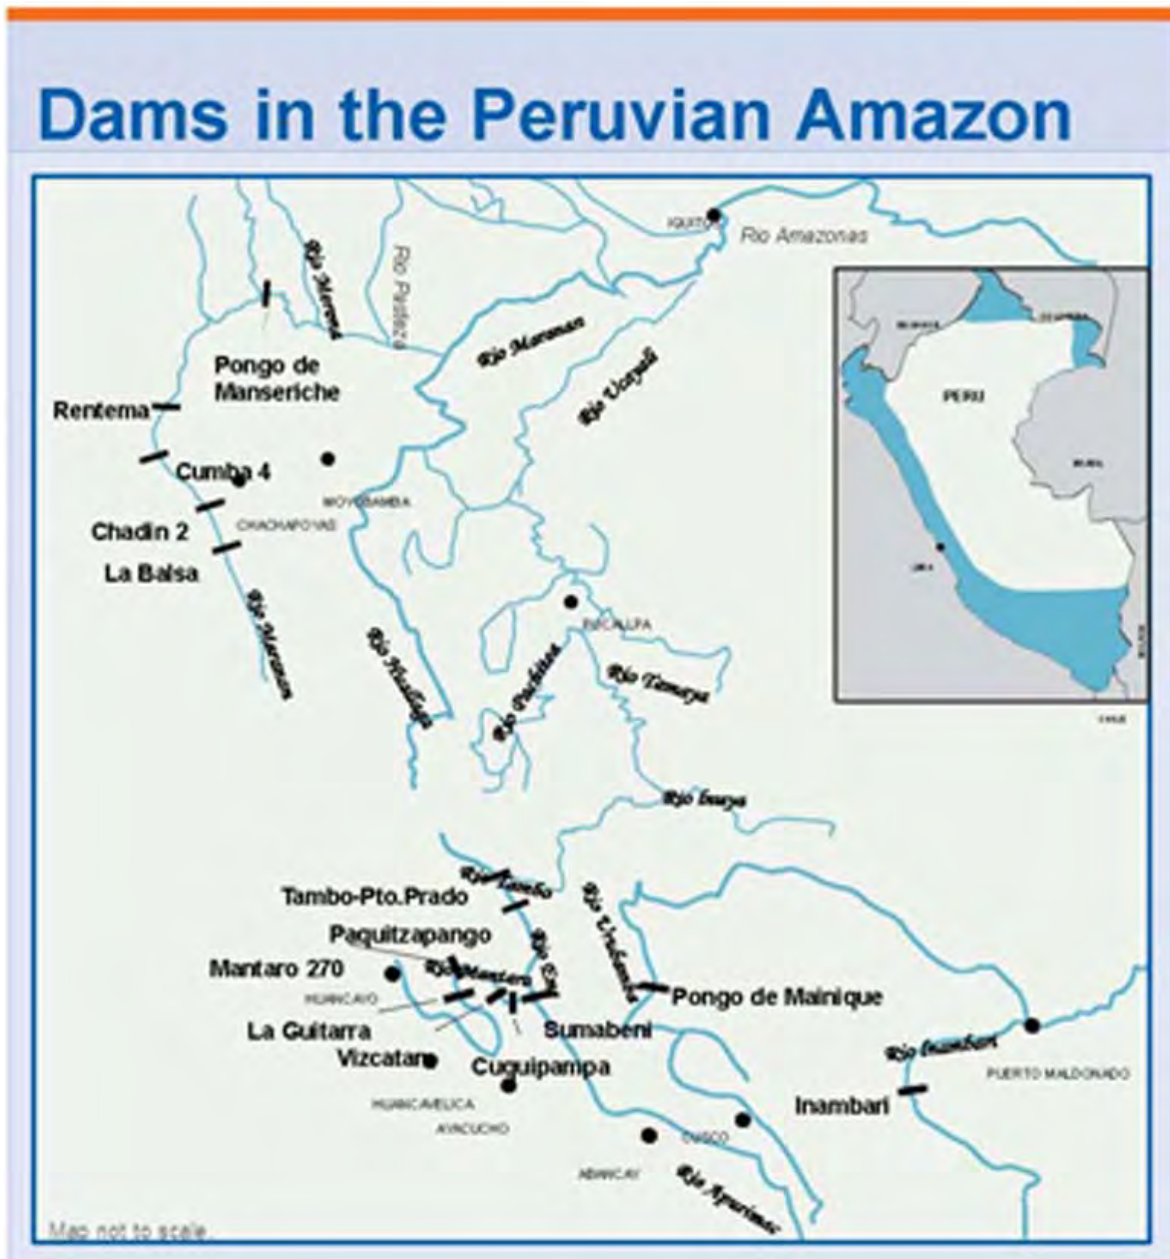 Dams in the Peruvian Amazon
IQUITOS
Rio Amazonas
Rio Morona
Rio Pastaza
Rio Maranan
Rio Ucayali
Pongo de
Manseriche
Rentema
Cumba 4
MOYOBAMBA
CHACHAPOYAS
Chadin 2
La Balsa
Rio Maranan
Rio Huallaga
PUCALLPA
Rio Pachitea
Rio Tamaya
Rio Inuya
PERU
LIMA
CHILE
Rio Tambo
Tambo-Pto.Prado
Paquitzapango
Rio Ene
Rio Urubamba
Mantaro 270
Rio Mantaro
HUANCAYO
Pongo de Mainique
La Guitarra
Sumabeni
Vizcatan
Cuquipampa
HUANCAVELICA
AYACUCHO
Rio Inambari
PUERTO MALDONADO
Inambari
CUSCO
ABANCAY
Rio Apurimac
Map not to scale.